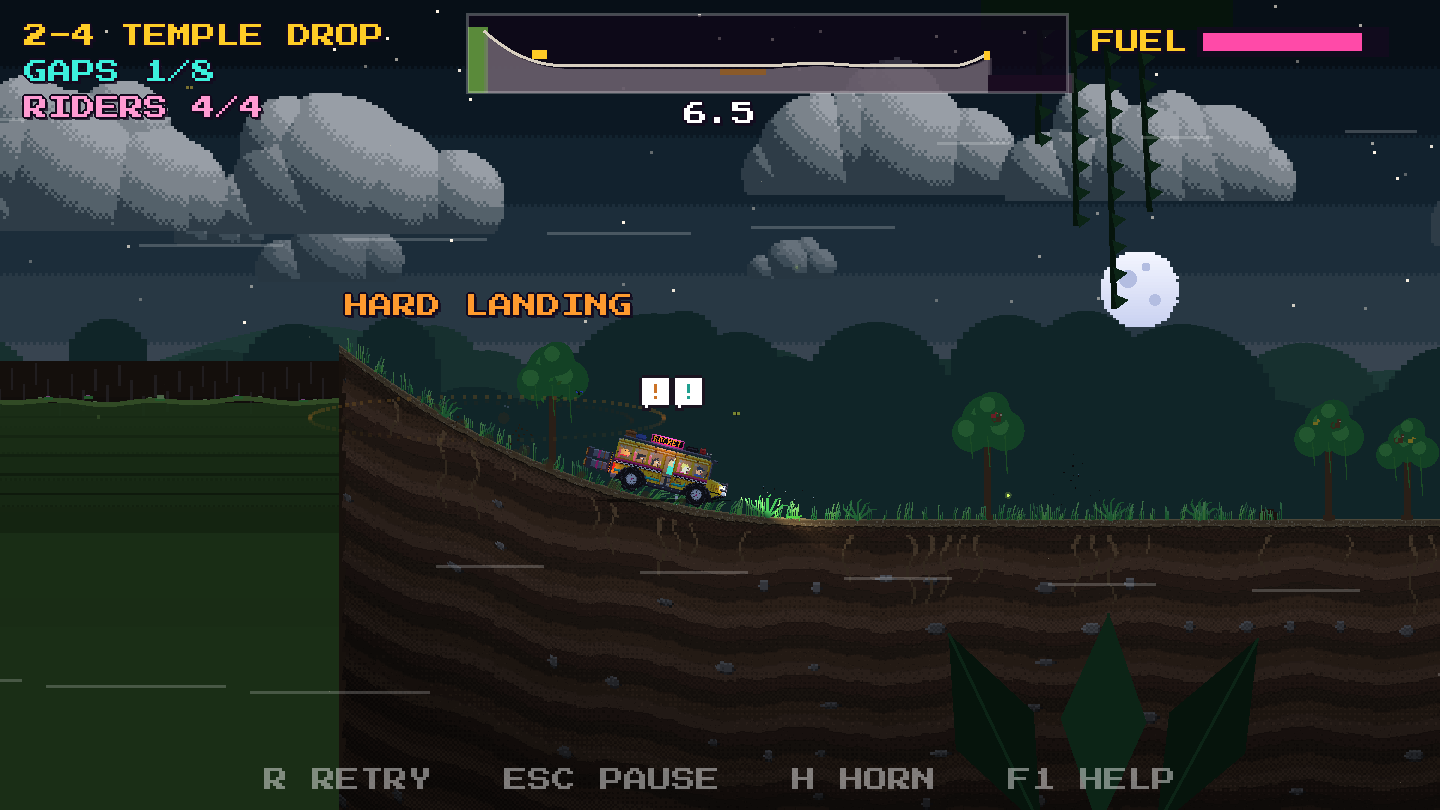 2-4 TEMPLE DROP
GAPS 1/8
RIDERS 4/4
FUEL
6.5
HARD LANDING
! !
R RETRY ESC PAUSE H HORN F1 HELP